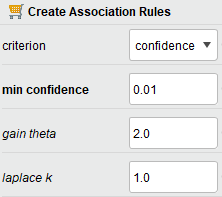 Create Association Rules
criterion confidence
min confidence 0.01
gain theta 2.0
laplace k 1.0